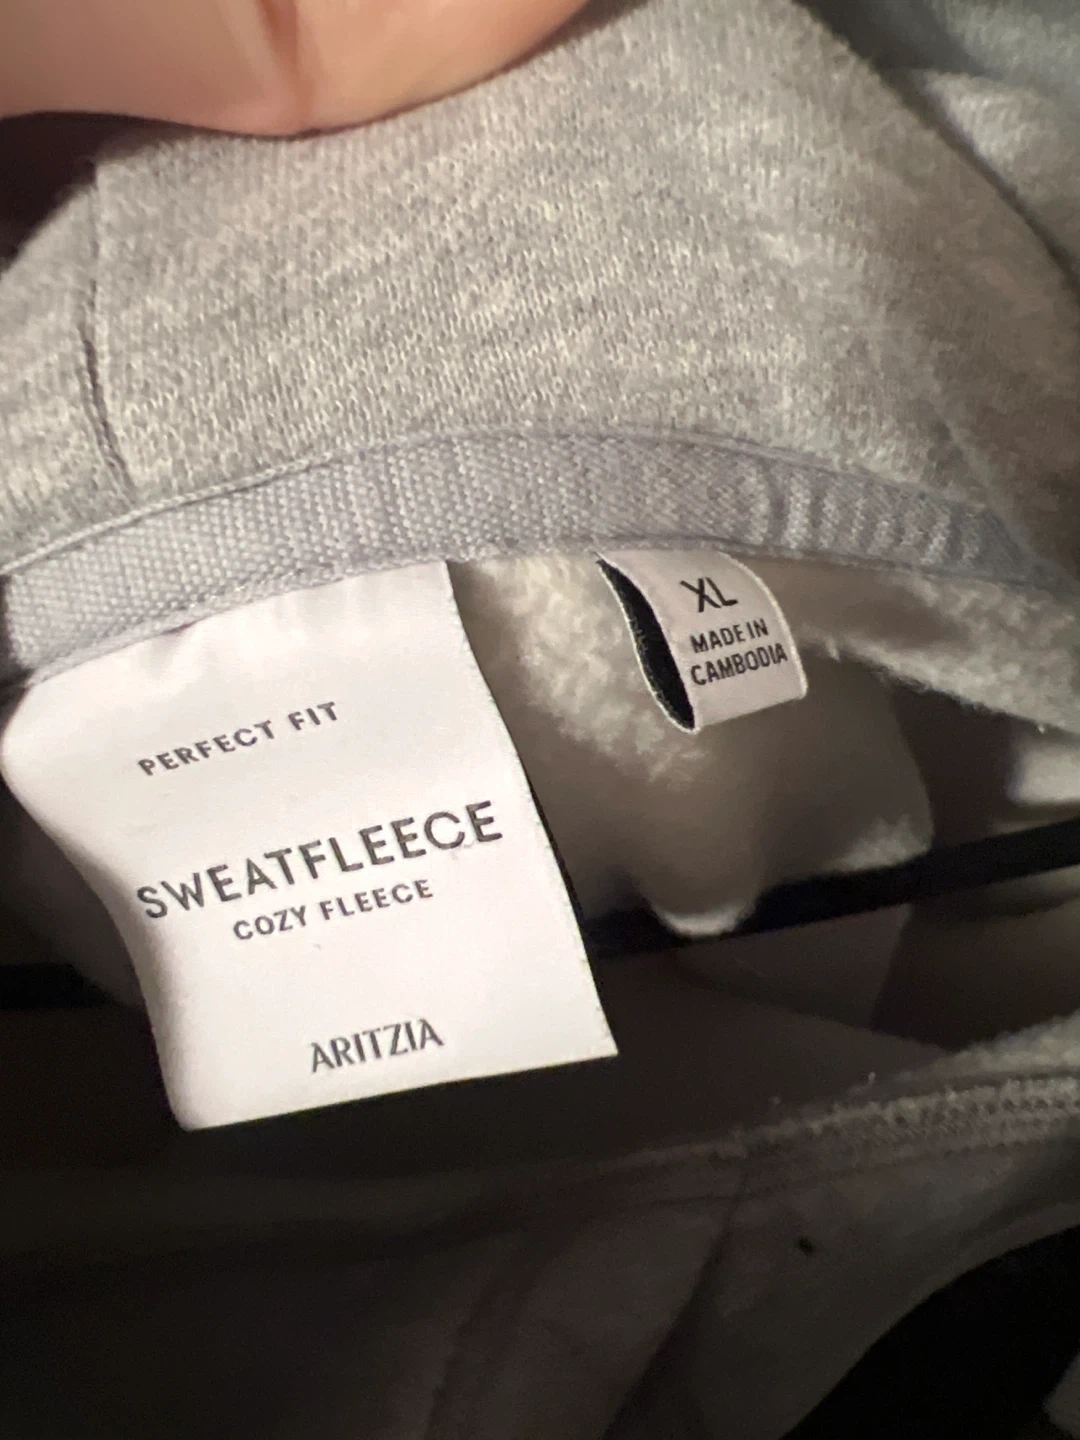 PERFECT FIT
SWEATFLEECE
COZY FLEECE
ARITZIA
XL
MADE IN
CAMBODIA